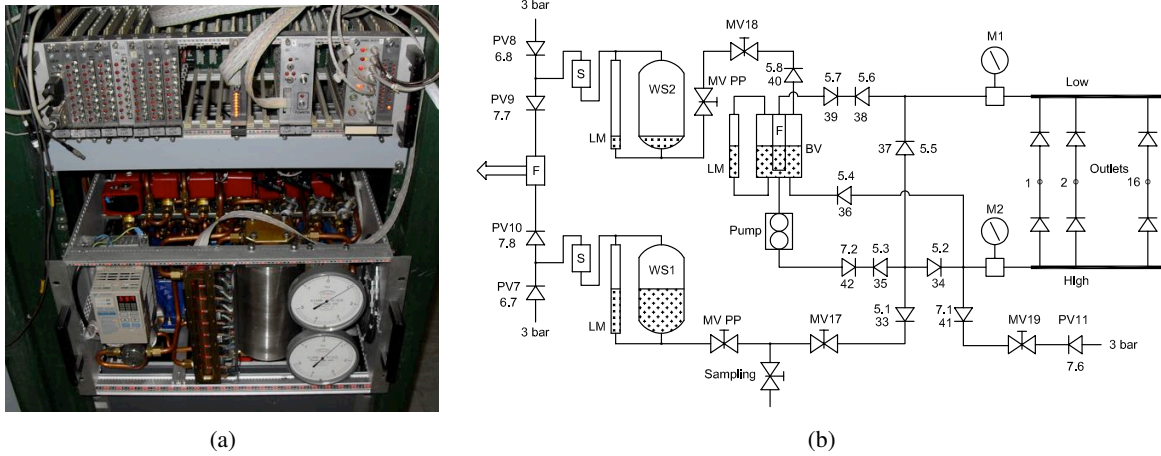 3 bar
PV8
6.8
PV9
7.7
F
PV10
7.8
PV7
6.7
3 bar
S
LM
WS2
S
LM
WS1
MV18
MV PP
5.8
40
5.7
39
5.6
38
LM
F
BV
Pump
5.4
36
37
5.5
7.2
42
5.3
35
5.2
34
5.1
33
7.1
41
MV PP
MV17
Sampling
MV19
PV11
7.6
3 bar
M1
Low
1
2
16
Outlets
M2
High
(a)
(b)